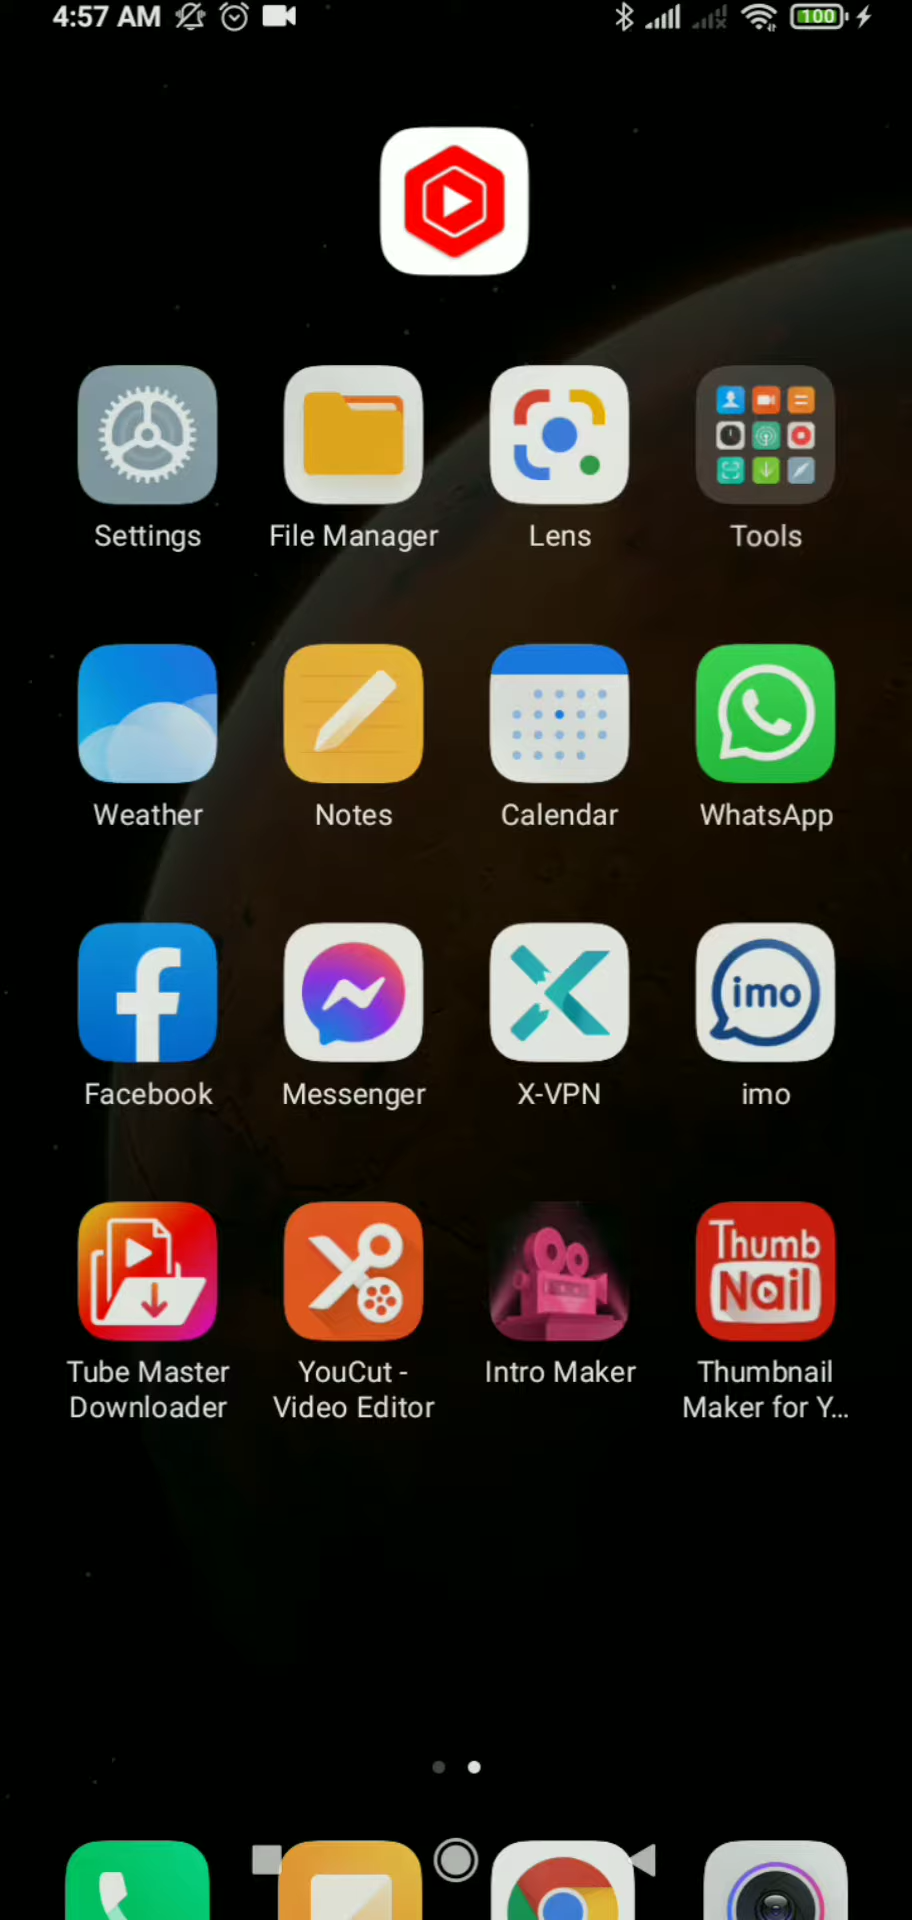 4:57 AM
100
Settings
File Manager
Lens
Tools
Weather
Notes
Calendar
WhatsApp
imo
Facebook
Messenger
X-VPN
imo
Thumb
Nail
Tube Master
Downloader
YouCut -
Video Editor
Intro Maker
Thumbnail
Maker for Y...